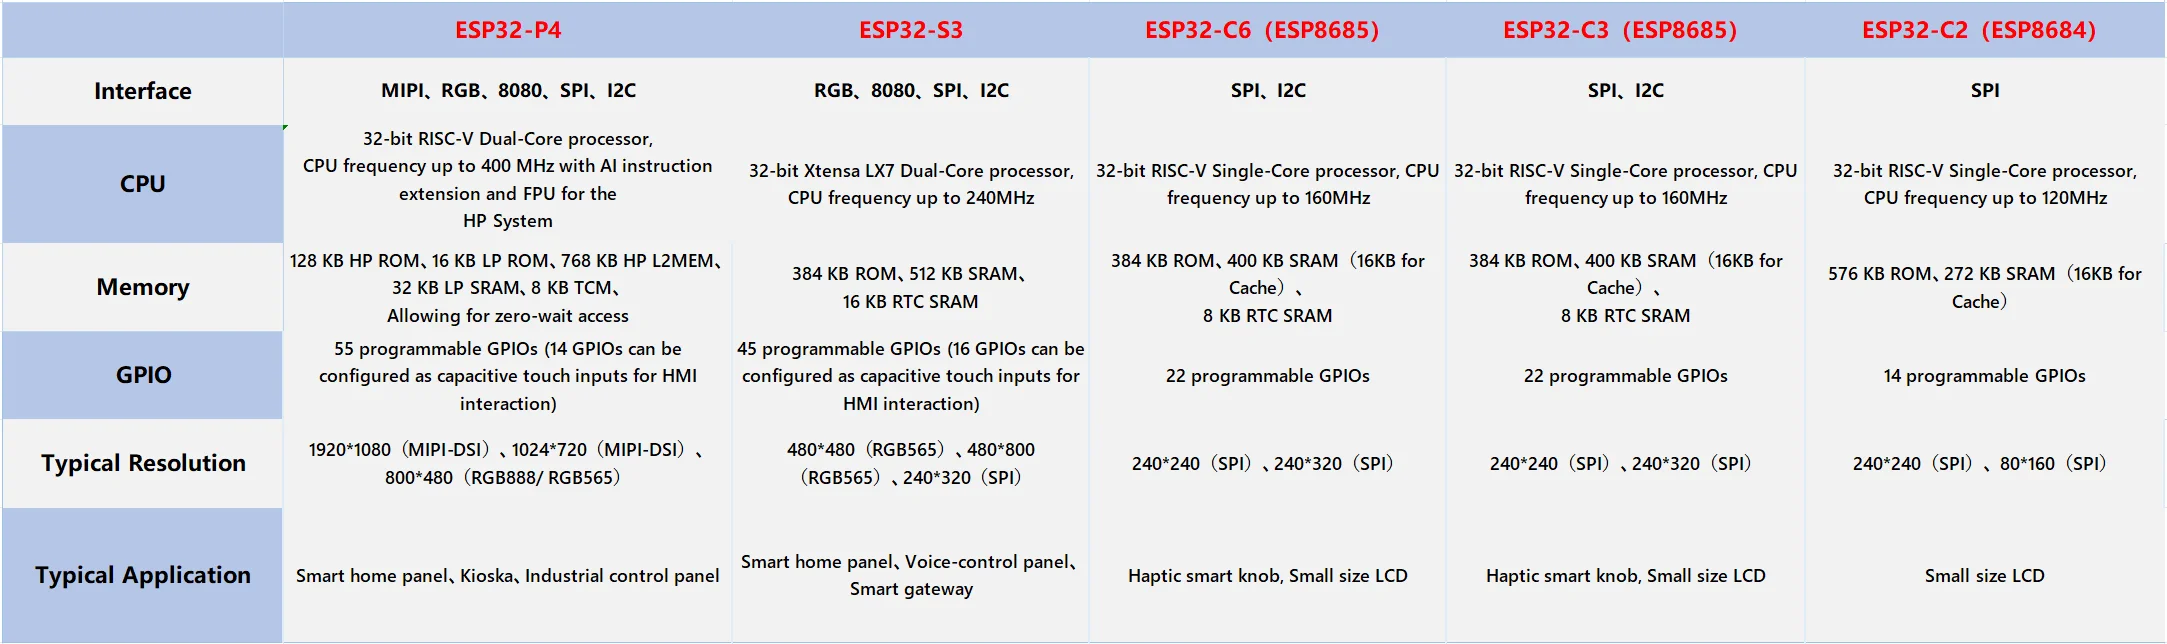 ESP32-P4
ESP32-S3
ESP32-C6（ESP8685）
ESP32-C3（ESP8685）
ESP32-C2（ESP8684）
Interface
MIPI、RGB、8080、SPI、I2C
RGB、8080、SPI、I2C
SPI、I2C
SPI、I2C
SPI
CPU
32-bit RISC-V Dual-Core processor,
CPU frequency up to 400 MHz with AI instruction
extension and FPU for the
HP System
32-bit Xtensa LX7 Dual-Core processor,
CPU frequency up to 240MHz
32-bit RISC-V Single-Core processor, CPU
frequency up to 160MHz
32-bit RISC-V Single-Core processor, CPU
frequency up to 160MHz
32-bit RISC-V Single-Core processor,
CPU frequency up to 120MHz
Memory
128 KB HP ROM、16 KB LP ROM、768 KB HP L2MEM、
32 KB LP SRAM、8 KB TCM、
Allowing for zero-wait access
384 KB ROM、512 KB SRAM、
16 KB RTC SRAM
384 KB ROM、400 KB SRAM（16KB for
Cache）、
8 KB RTC SRAM
384 KB ROM、400 KB SRAM（16KB for
Cache）、
8 KB RTC SRAM
576 KB ROM、272 KB SRAM（16KB for
Cache）
GPIO
55 programmable GPIOs (14 GPIOs can be
configured as capacitive touch inputs for HMI
interaction)
45 programmable GPIOs (16 GPIOs can be
configured as capacitive touch inputs for
HMI interaction)
22 programmable GPIOs
22 programmable GPIOs
14 programmable GPIOs
Typical Resolution
1920*1080（MIPI-DSI）、1024*720（MIPI-DSI）、
800*480（RGB888/ RGB565）
480*480（RGB565）、480*800
（RGB565）、240*320（SPI）
240*240（SPI）、240*320（SPI）
240*240（SPI）、240*320（SPI）
240*240（SPI）、80*160（SPI）
Typical Application
Smart home panel、Kioska、Industrial control panel
Smart home panel、Voice-control panel、
Smart gateway
Haptic smart knob, Small size LCD
Haptic smart knob, Small size LCD
Small size LCD